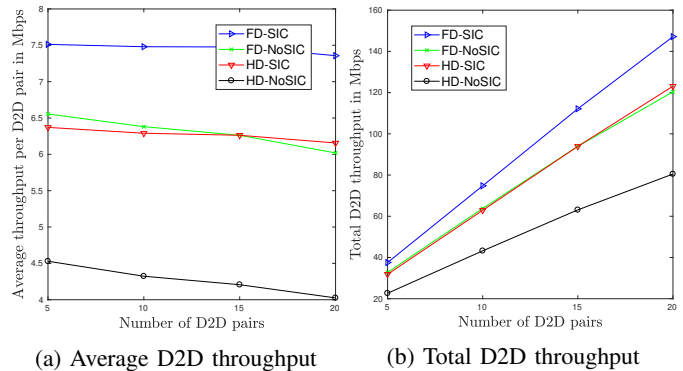 8
7.5
7
6.5
6
5.5
5
4.5
4
5
10
15
20
Average throughput per D2D pair in Mbps
Number of D2D pairs
FD-SIC
FD-NoSIC
HD-SIC
HD-NoSIC
(a) Average D2D throughput
160
140
120
100
80
60
40
20
5
10
15
20
Total D2D throughput in Mbps
Number of D2D pairs
FD-SIC
FD-NoSIC
HD-SIC
HD-NoSIC
(b) Total D2D throughput